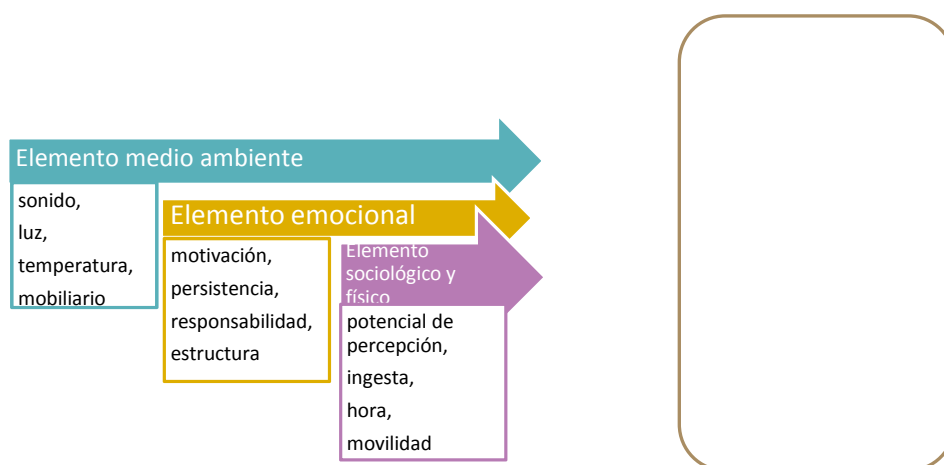 Elemento medio ambiente
sonido,
luz,
temperatura,
mobiliario
Elemento emocional
motivación,
persistencia,
responsabilidad,
estructura
Elemento
sociológico y
físico
potencial de
percepción,
ingesta,
hora,
movilidad